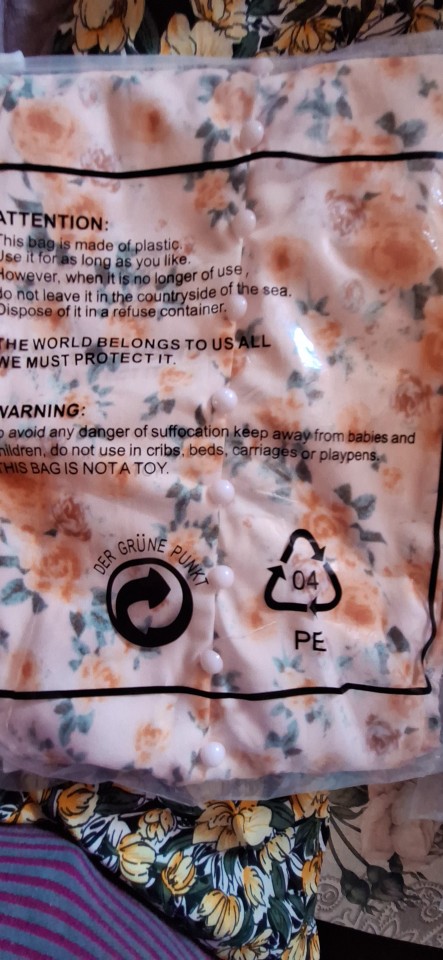 ATTENTION:
This bag is made of plastic.
Use it for as long as you like.
However, when it is no longer of use,
do not leave it in the countryside of the sea.
Dispose of it in a refuse container.
THE WORLD BELONGS TO US ALL
WE MUST PROTECT IT.
WARNING:
o avoid any danger of suffocation keep away from babies and
hildren, do not use in cribs, beds, carriages or playpens.
THIS BAG IS NOT A TOY.
DER GRÜNE PUNKT
04
PE